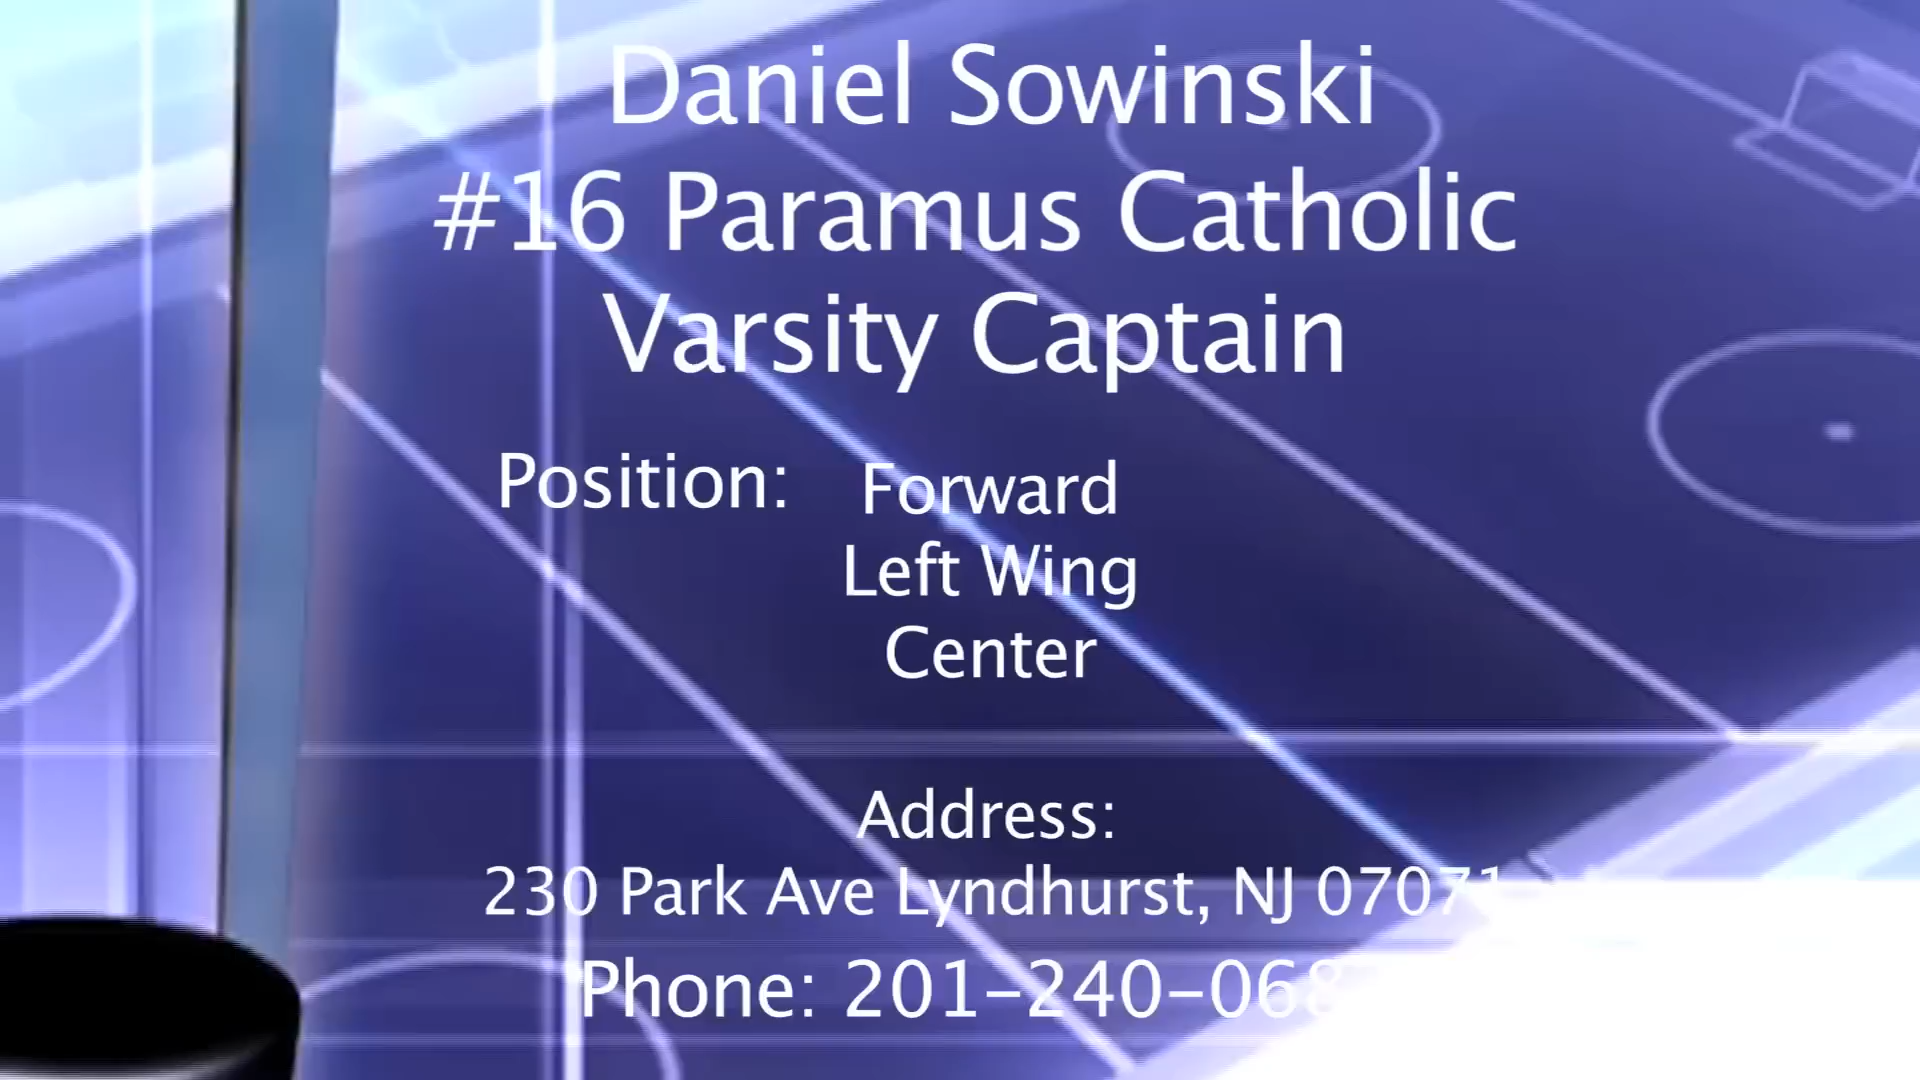 Daniel Sowinski
#16 Paramus Catholic
Varsity Captain
Position: Forward
Left Wing
Center
Address:
230 Park Ave Lyndhurst, NJ 07071
Phone: